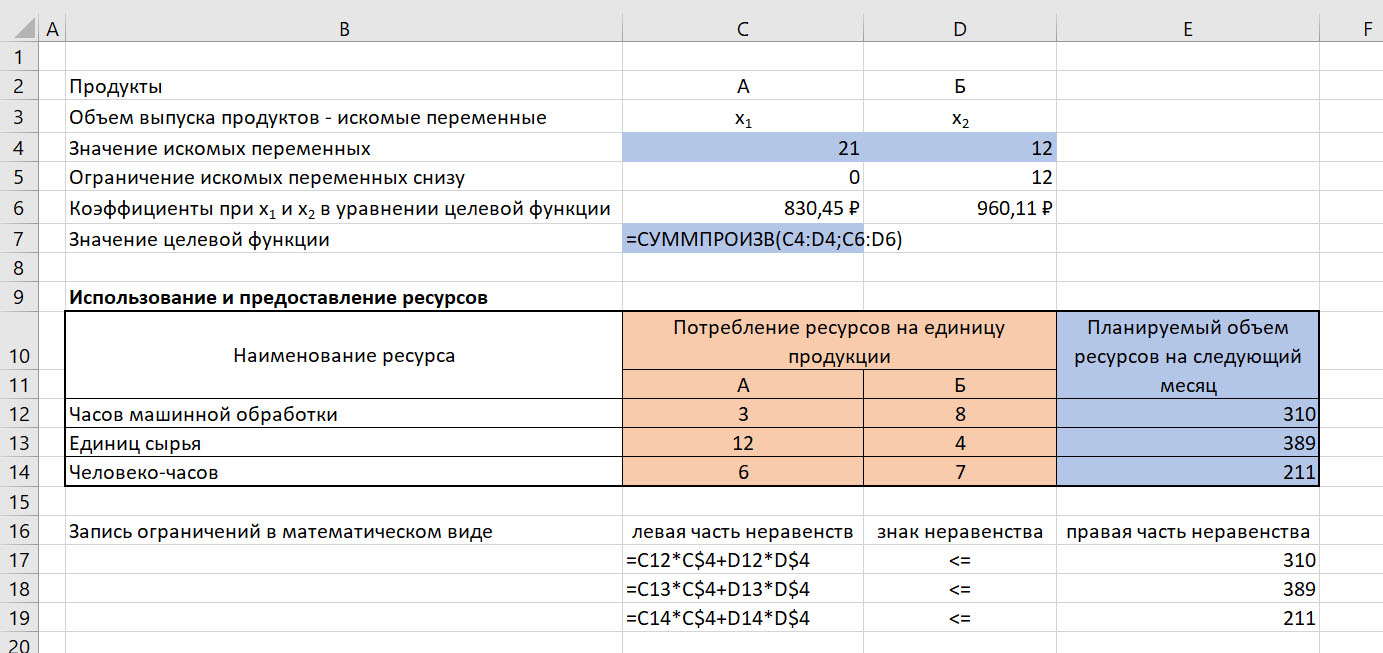 A B C D E F
1
2 Продукты А Б
3 Объем выпуска продуктов - искомые переменные x₁ x₂
4 Значение искомых переменных 21 12
5 Ограничение искомых переменных снизу 0 12
6 Коэффициенты при x₁ и x₂ в уравнении целевой функции 830,45 ₽ 960,11 ₽
7 Значение целевой функции =СУММПРОИЗВ(C4:D4;C6:D6)
8
9 Использование и предоставление ресурсов
Потребление ресурсов на единицу Планируемый объем
10 Наименование ресурса продукции ресурсов на следующий
11 А Б месяц
12 Часов машинной обработки 3 8 310
13 Единиц сырья 12 4 389
14 Человеко-часов 6 7 211
15
16 Запись ограничений в математическом виде левая часть неравенств знак неравенства правая часть неравенства
17 =C12*C$4+D12*D$4 <= 310
18 =C13*C$4+D13*D$4 <= 389
19 =C14*C$4+D14*D$4 <= 211
20